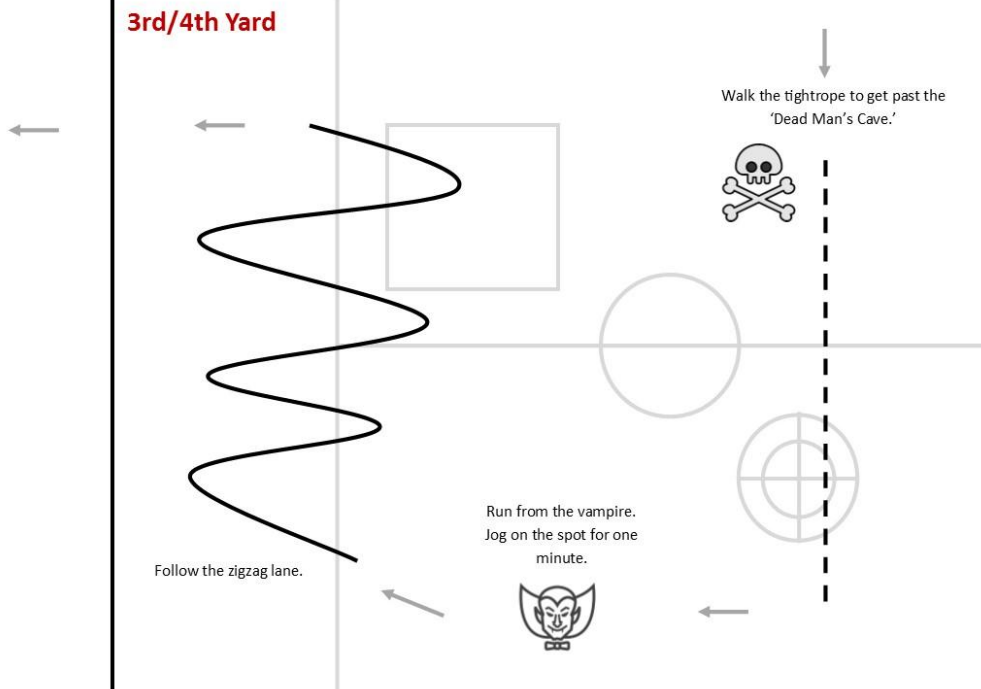 3rd/4th Yard
Walk the tightrope to get past the
‘Dead Man’s Cave.’
Run from the vampire.
Jog on the spot for one
minute.
Follow the zigzag lane.